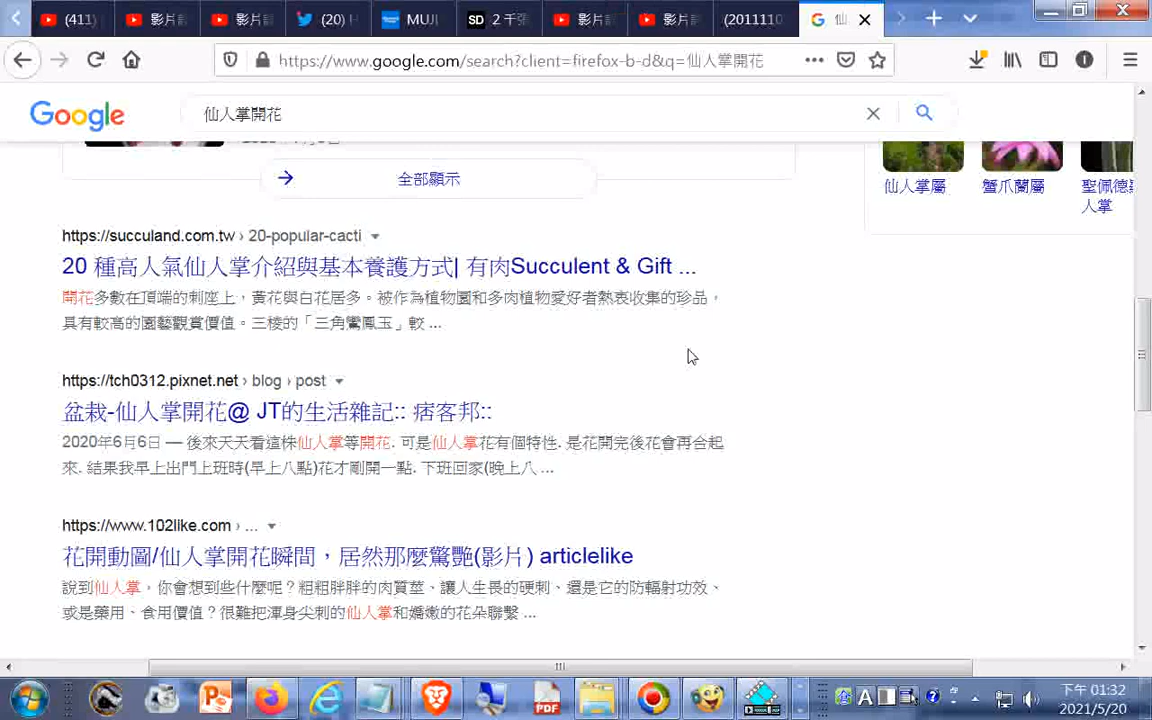 (411)
影片
影片
(20)
MUJI
SD 2 千
影片
影片
(2011110
仙
https://www.google.com/search?client=firefox-b-d&q=仙人掌開花
Google
仙人掌開花
全部顯示
仙人掌屬
蟹爪蘭屬
聖佩德
人掌
https://succuland.com.tw › 20-popular-cacti
20 種高人氣仙人掌介紹與基本養護方式| 有肉Succulent & Gift ...
開花多數在頂端的刺座上，黃花與白花居多。被作為植物園和多肉植物愛好者熱衷收集的珍品，
具有較高的園藝觀賞價值。三棱的「三角鸞鳳玉」較 ...
https://tch0312.pixnet.net › blog › post
盆栽-仙人掌開花@ JT的生活雜記:: 痞客邦::
2020年6月6日 — 後來天天看這株仙人掌等開花. 可是仙人掌花有個特性. 是花開完後花會再合起
來. 結果我早上出門上班時(早上八點)花才剛開一點. 下班回家(晚上八 ...
https://www.102like.com › ...
花開動圖/仙人掌開花瞬間，居然那麼驚艷(影片) articlelike
說到仙人掌，你會想到些什麼呢？粗粗胖胖的肉質莖、讓人生畏的硬刺、還是它的防輻射功效、
或是藥用、食用價值？很難把渾身尖刺的仙人掌和嬌嫩的花朵聯繫 ...
PDF
A
下午 01:32
2021/5/20